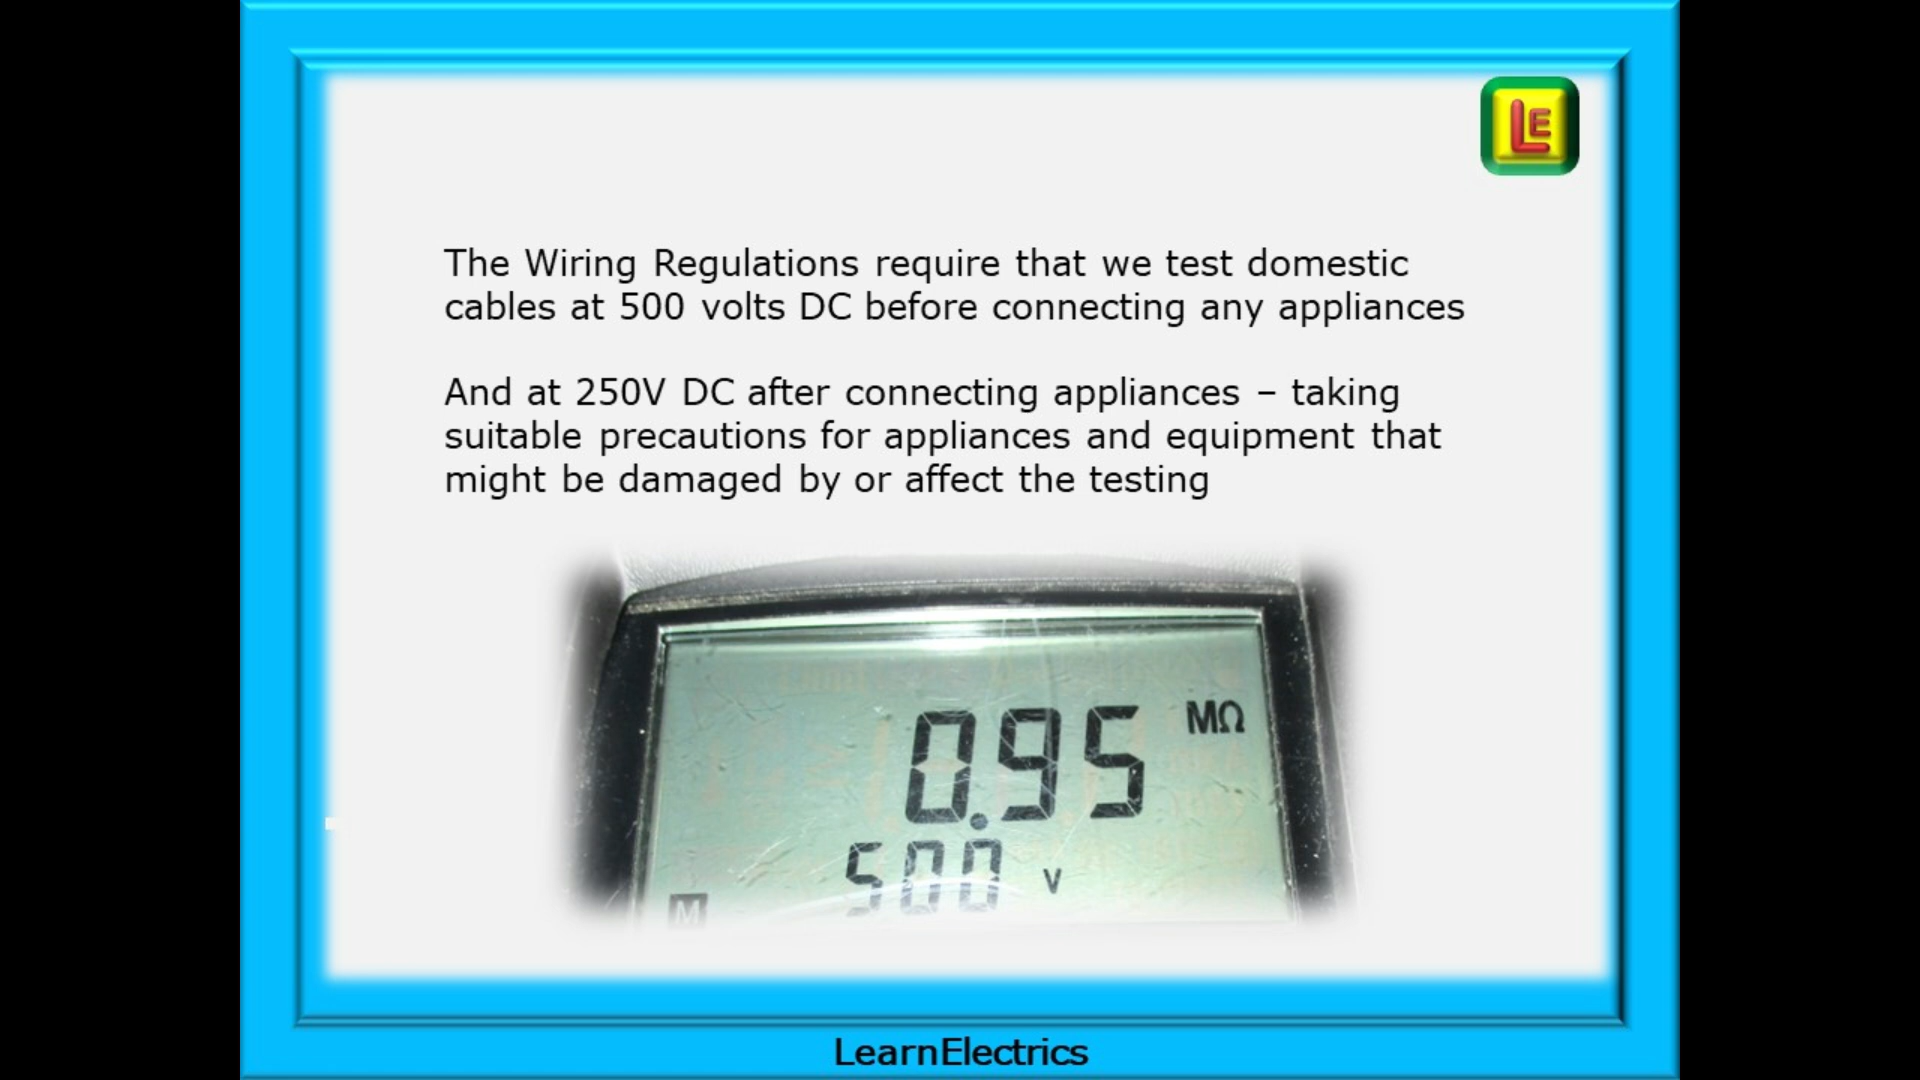 LE
The Wiring Regulations require that we test domestic
cables at 500 volts DC before connecting any appliances
And at 250V DC after connecting appliances – taking
suitable precautions for appliances and equipment that
might be damaged by or affect the testing
0.95 MΩ
500 v
M
LearnElectrics